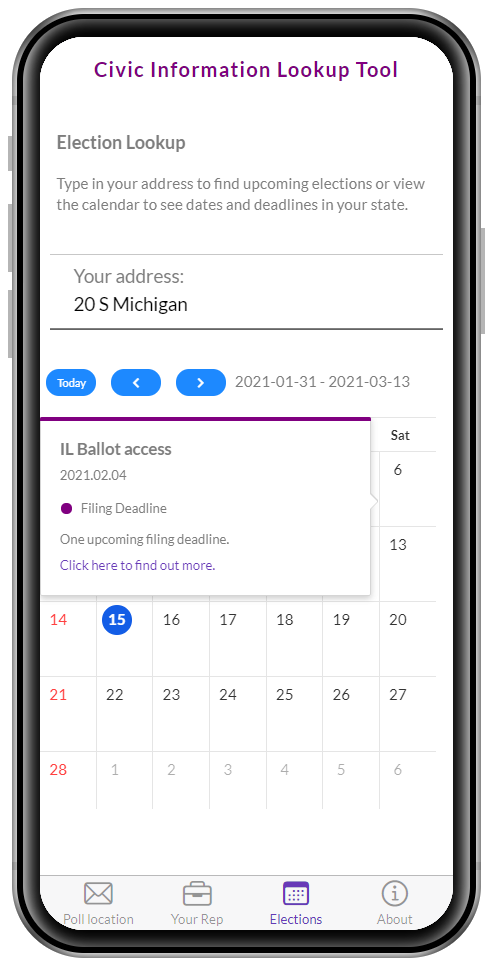 Civic Information Lookup Tool
Election Lookup
Type in your address to find upcoming elections or view
the calendar to see dates and deadlines in your state.
Your address:
20 S Michigan
Today 2021-01-31 - 2021-03-13
Sat
IL Ballot access
2021.02.04
Filing Deadline
One upcoming filing deadline.
Click here to find out more.
6
13
14 15 16 17 18 19 20
21 22 23 24 25 26 27
28 1 2 3 4 5 6
Poll location Your Rep Elections About